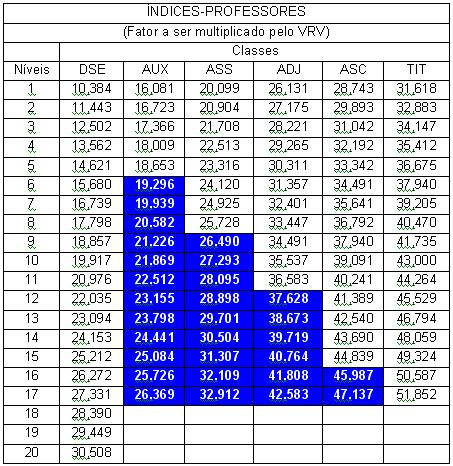 ÍNDICES-PROFESSORES
(Fator a ser multiplicado pelo VRV)
Classes
Níveis DSE AUX ASS ADJ ASC TIT
1 10,384 16,081 20,099 26,131 28,743 31,618
2 11,443 16,723 20,904 27,175 29,893 32,883
3 12,502 17,366 21,708 28,221 31,042 34,147
4 13,562 18,009 22,513 29,265 32,192 35,412
5 14,621 18,653 23,316 30,311 33,342 36,675
6 15,680 19,296 24,120 31,357 34,491 37,940
7 16,739 19,939 24,925 32,401 35,641 39,205
8 17,798 20,582 25,728 33,447 36,792 40,470
9 18,857 21,226 26,490 34,491 37,940 41,735
10 19,917 21,869 27,293 35,537 39,091 43,000
11 20,976 22,512 28,095 36,583 40,241 44,264
12 22,035 23,155 28,898 37,628 41,389 45,529
13 23,094 23,798 29,701 38,673 42,540 46,794
14 24,153 24,441 30,504 39,719 43,690 48,059
15 25,212 25,084 31,307 40,764 44,839 49,324
16 26,272 25,726 32,109 41,808 45,987 50,587
17 27,331 26,369 32,912 42,583 47,137 51,852
18 28,390
19 29,449
20 30,508